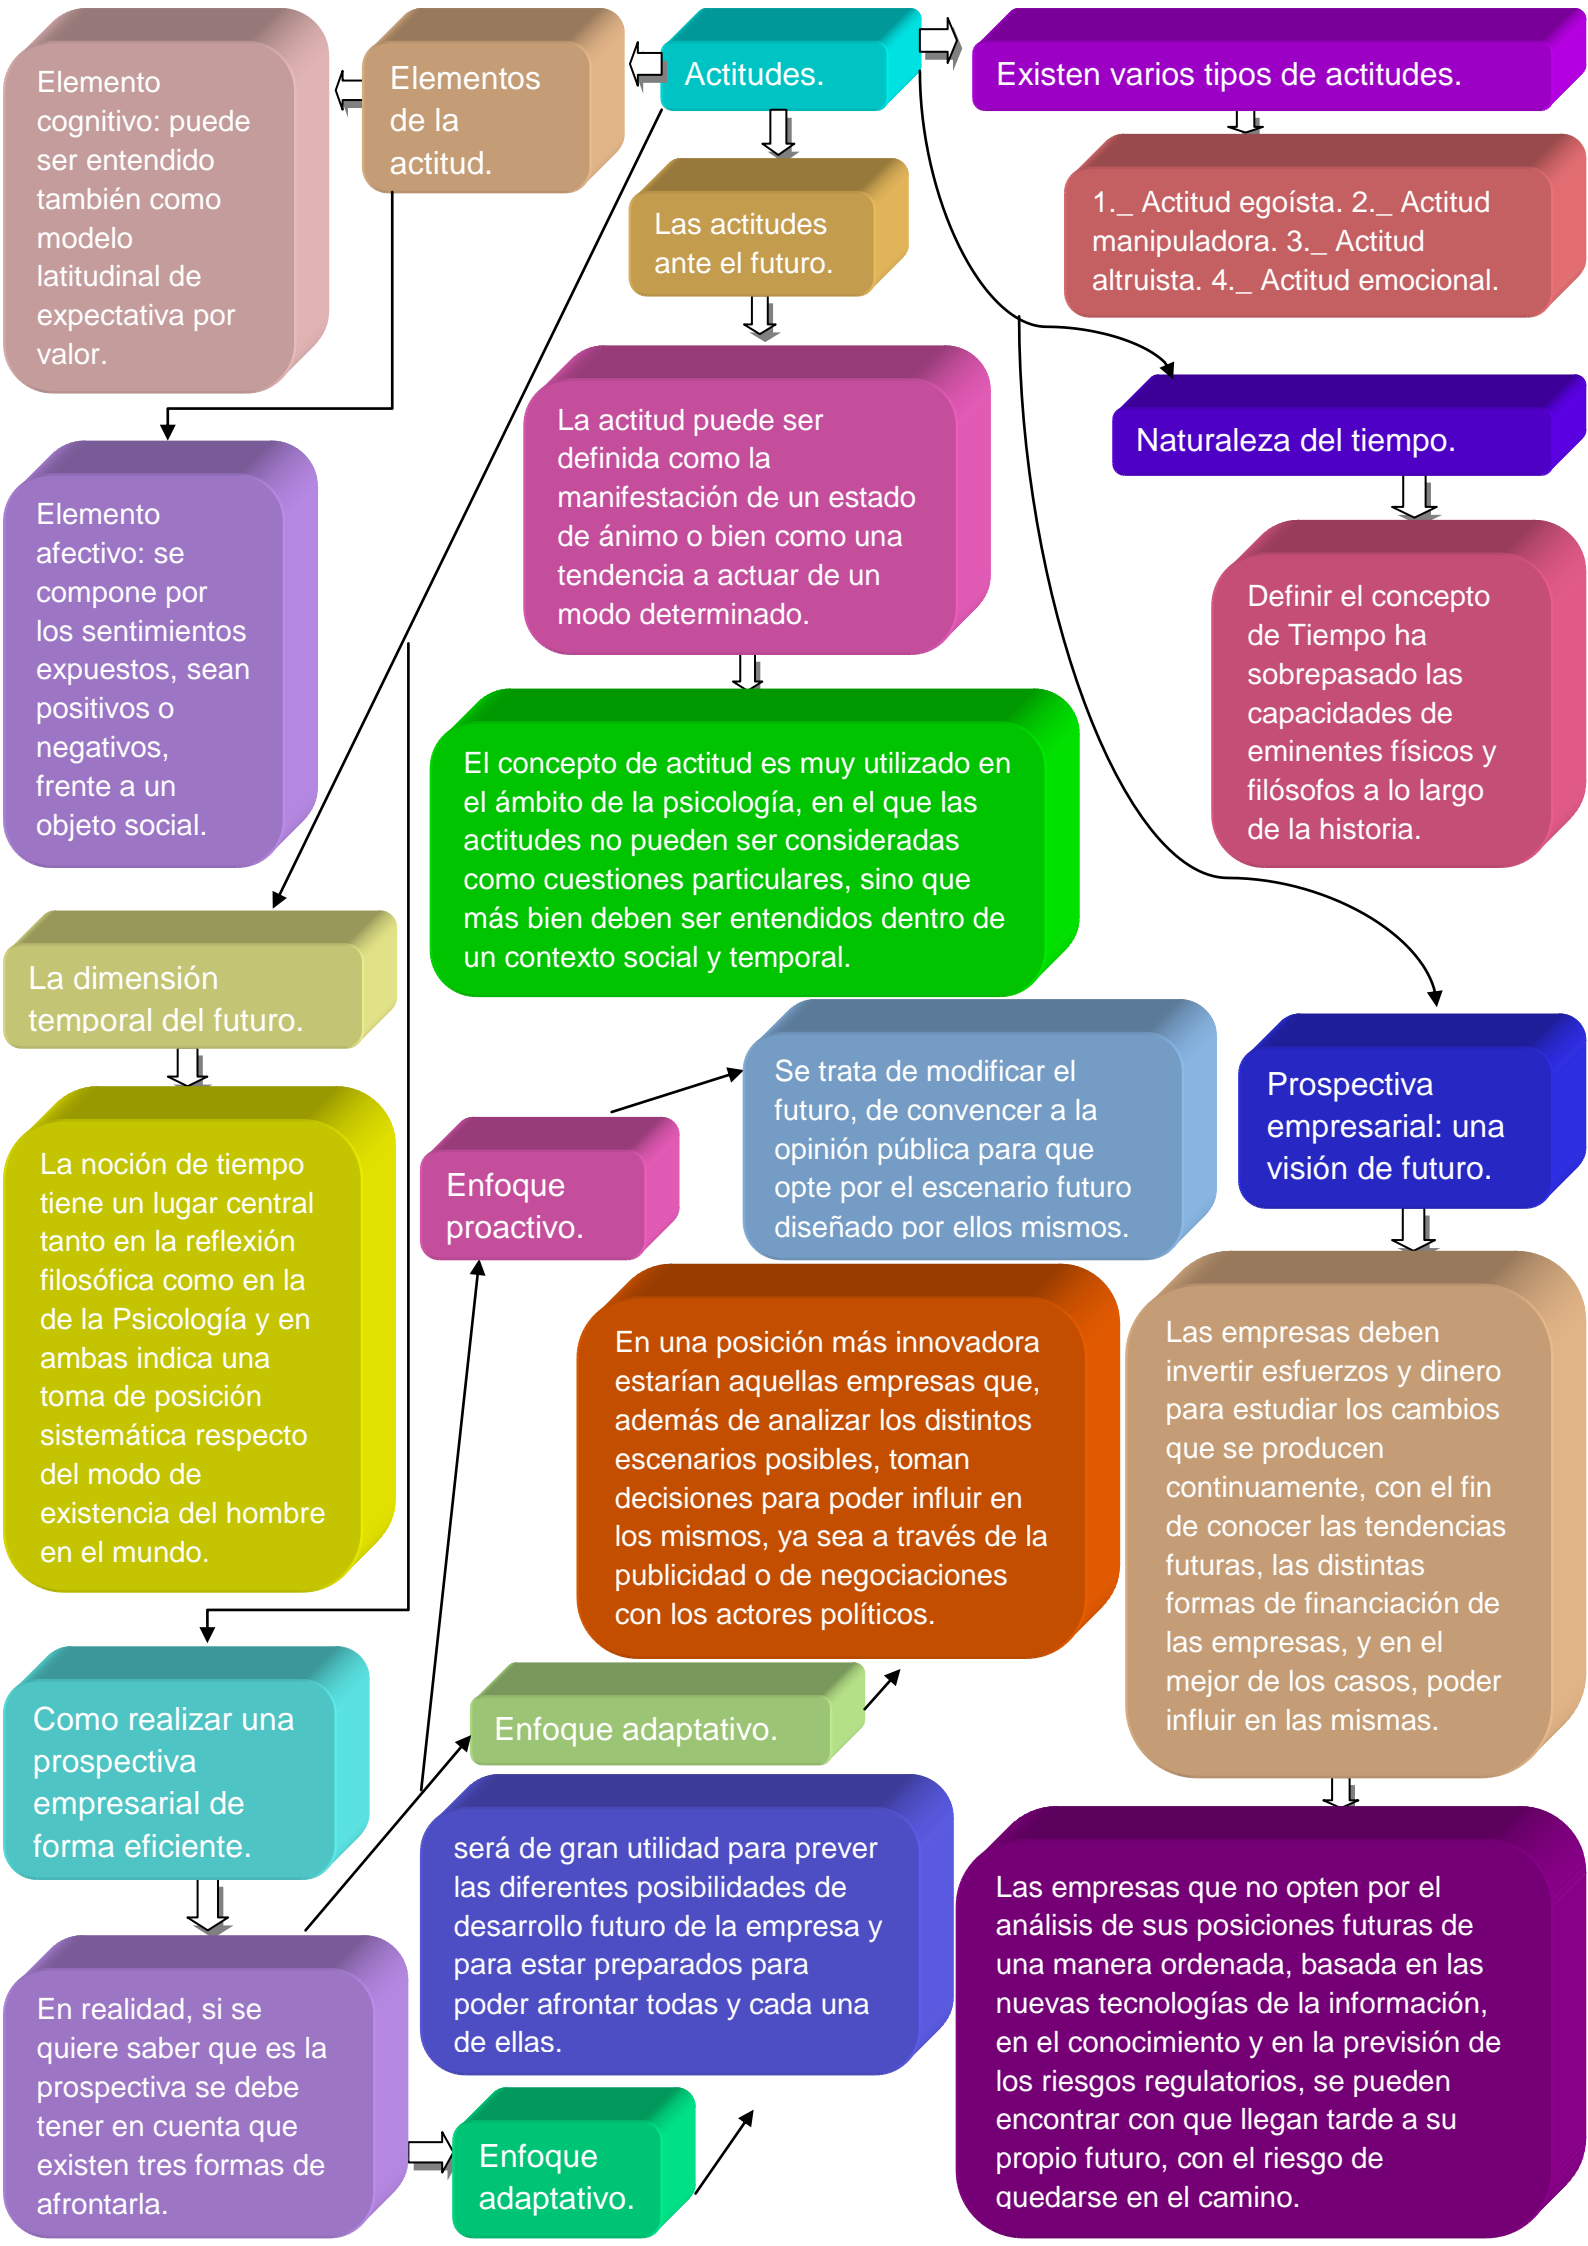 Actitudes.
Elementos
de la
actitud.
Elemento
cognitivo: puede
ser entendido
también como
modelo
latitudinal de
expectativa por
valor.
Elemento
afectivo: se
compone por
los sentimientos
expuestos, sean
positivos o
negativos,
frente a un
objeto social.
Existen varios tipos de actitudes.
1._ Actitud egoísta. 2._ Actitud
manipuladora. 3._ Actitud
altruista. 4._ Actitud emocional.
Las actitudes
ante el futuro.
La actitud puede ser
definida como la
manifestación de un estado
de ánimo o bien como una
tendencia a actuar de un
modo determinado.
El concepto de actitud es muy utilizado en
el ámbito de la psicología, en el que las
actitudes no pueden ser consideradas
como cuestiones particulares, sino que
más bien deben ser entendidos dentro de
un contexto social y temporal.
Naturaleza del tiempo.
Definir el concepto
de Tiempo ha
sobrepasado las
capacidades de
eminentes físicos y
filósofos a lo largo
de la historia.
La dimensión
temporal del futuro.
La noción de tiempo
tiene un lugar central
tanto en la reflexión
filosófica como en la
de la Psicología y en
ambas indica una
toma de posición
sistemática respecto
del modo de
existencia del hombre
en el mundo.
Prospectiva
empresarial: una
visión de futuro.
Las empresas deben
invertir esfuerzos y dinero
para estudiar los cambios
que se producen
continuamente, con el fin
de conocer las tendencias
futuras, las distintas
formas de financiación de
las empresas, y en el
mejor de los casos, poder
influir en las mismas.
Las empresas que no opten por el
análisis de sus posiciones futuras de
una manera ordenada, basada en las
nuevas tecnologías de la información,
en el conocimiento y en la previsión de
los riesgos regulatorios, se pueden
encontrar con que llegan tarde a su
propio futuro, con el riesgo de
quedarse en el camino.
Enfoque
proactivo.
Se trata de modificar el
futuro, de convencer a la
opinión pública para que
opte por el escenario futuro
diseñado por ellos mismos.
En una posición más innovadora
estarían aquellas empresas que,
además de analizar los distintos
escenarios posibles, toman
decisiones para poder influir en
los mismos, ya sea a través de la
publicidad o de negociaciones
con los actores políticos.
Como realizar una
prospectiva
empresarial de
forma eficiente.
En realidad, si se
quiere saber que es la
prospectiva se debe
tener en cuenta que
existen tres formas de
afrontarla.
Enfoque adaptativo.
será de gran utilidad para prever
las diferentes posibilidades de
desarrollo futuro de la empresa y
para estar preparados para
poder afrontar todas y cada una
de ellas.
Enfoque
adaptativo.